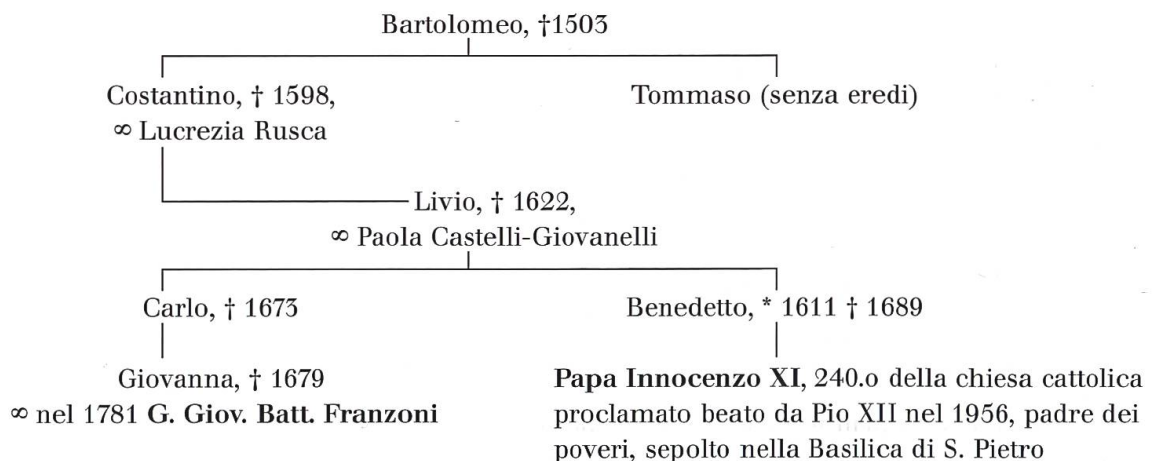 Bartolomeo, †1503
Costantino, † 1598,
∞ Lucrezia Rusca
Tommaso (senza eredi)
Livio, † 1622,
∞ Paola Castelli-Giovanelli
Carlo, † 1673
Benedetto, * 1611 † 1689
Giovanna, † 1679
∞ nel 1781 G. Giov. Batt. Franzoni
Papa Innocenzo XI, 240.o della chiesa cattolica
proclamato beato da Pio XII nel 1956, padre dei
poveri, sepolto nella Basilica di S. Pietro